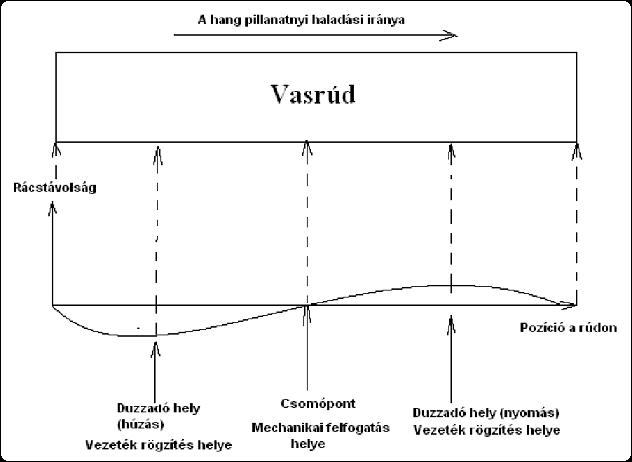 A hang pillanatnyi haladási iránya
Vasrúd
Rácstávolság
Pozíció a rúdon
Duzzadó hely
(húzás)
Vezeték rögzítés helye
Csomópont
Mechanikai felfogatás
helye
Duzzadó hely (nyomás)
Vezeték rögzítés helye